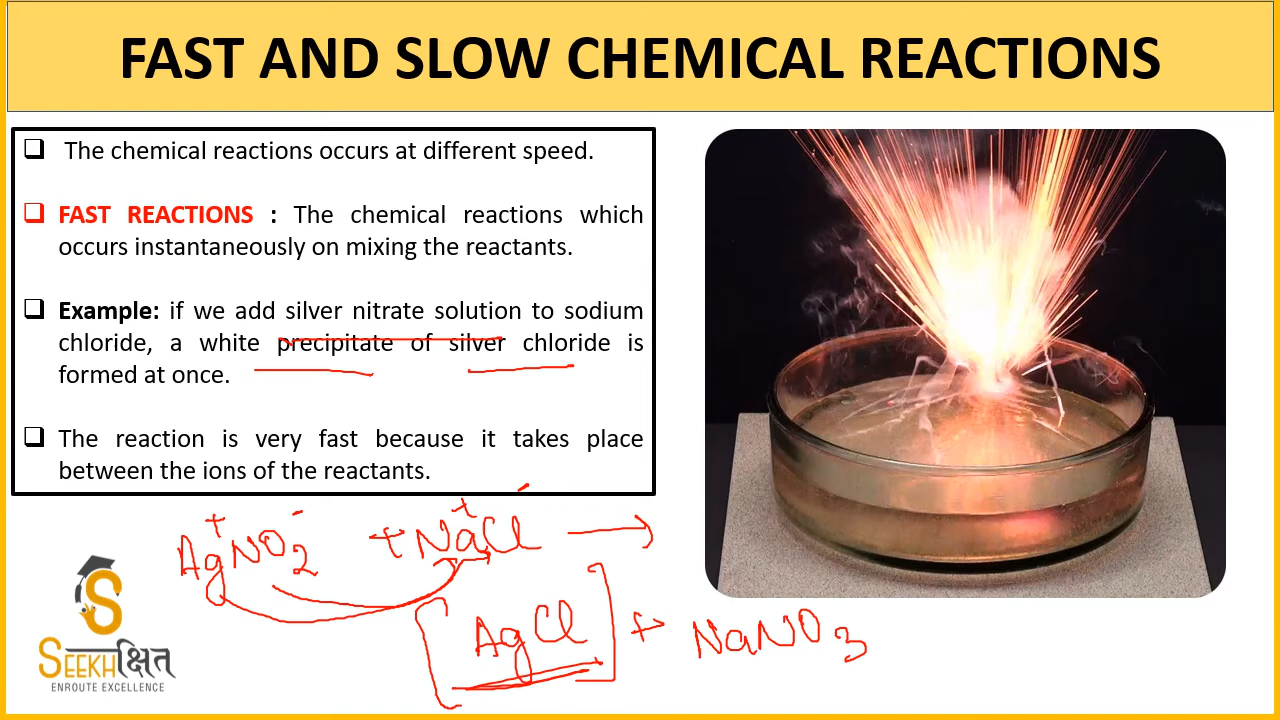 FAST AND SLOW CHEMICAL REACTIONS
The chemical reactions occurs at different speed.
FAST REACTIONS : The chemical reactions which
occurs instantaneously on mixing the reactants.
Example: if we add silver nitrate solution to sodium
chloride, a white precipitate of silver chloride is
formed at once.
The reaction is very fast because it takes place
between the ions of the reactants.
+ - + -
AgNO2 + NaCl →
[AgCl] + NaNO3
SEEKHक्षित
ENROUTE EXCELLENCE